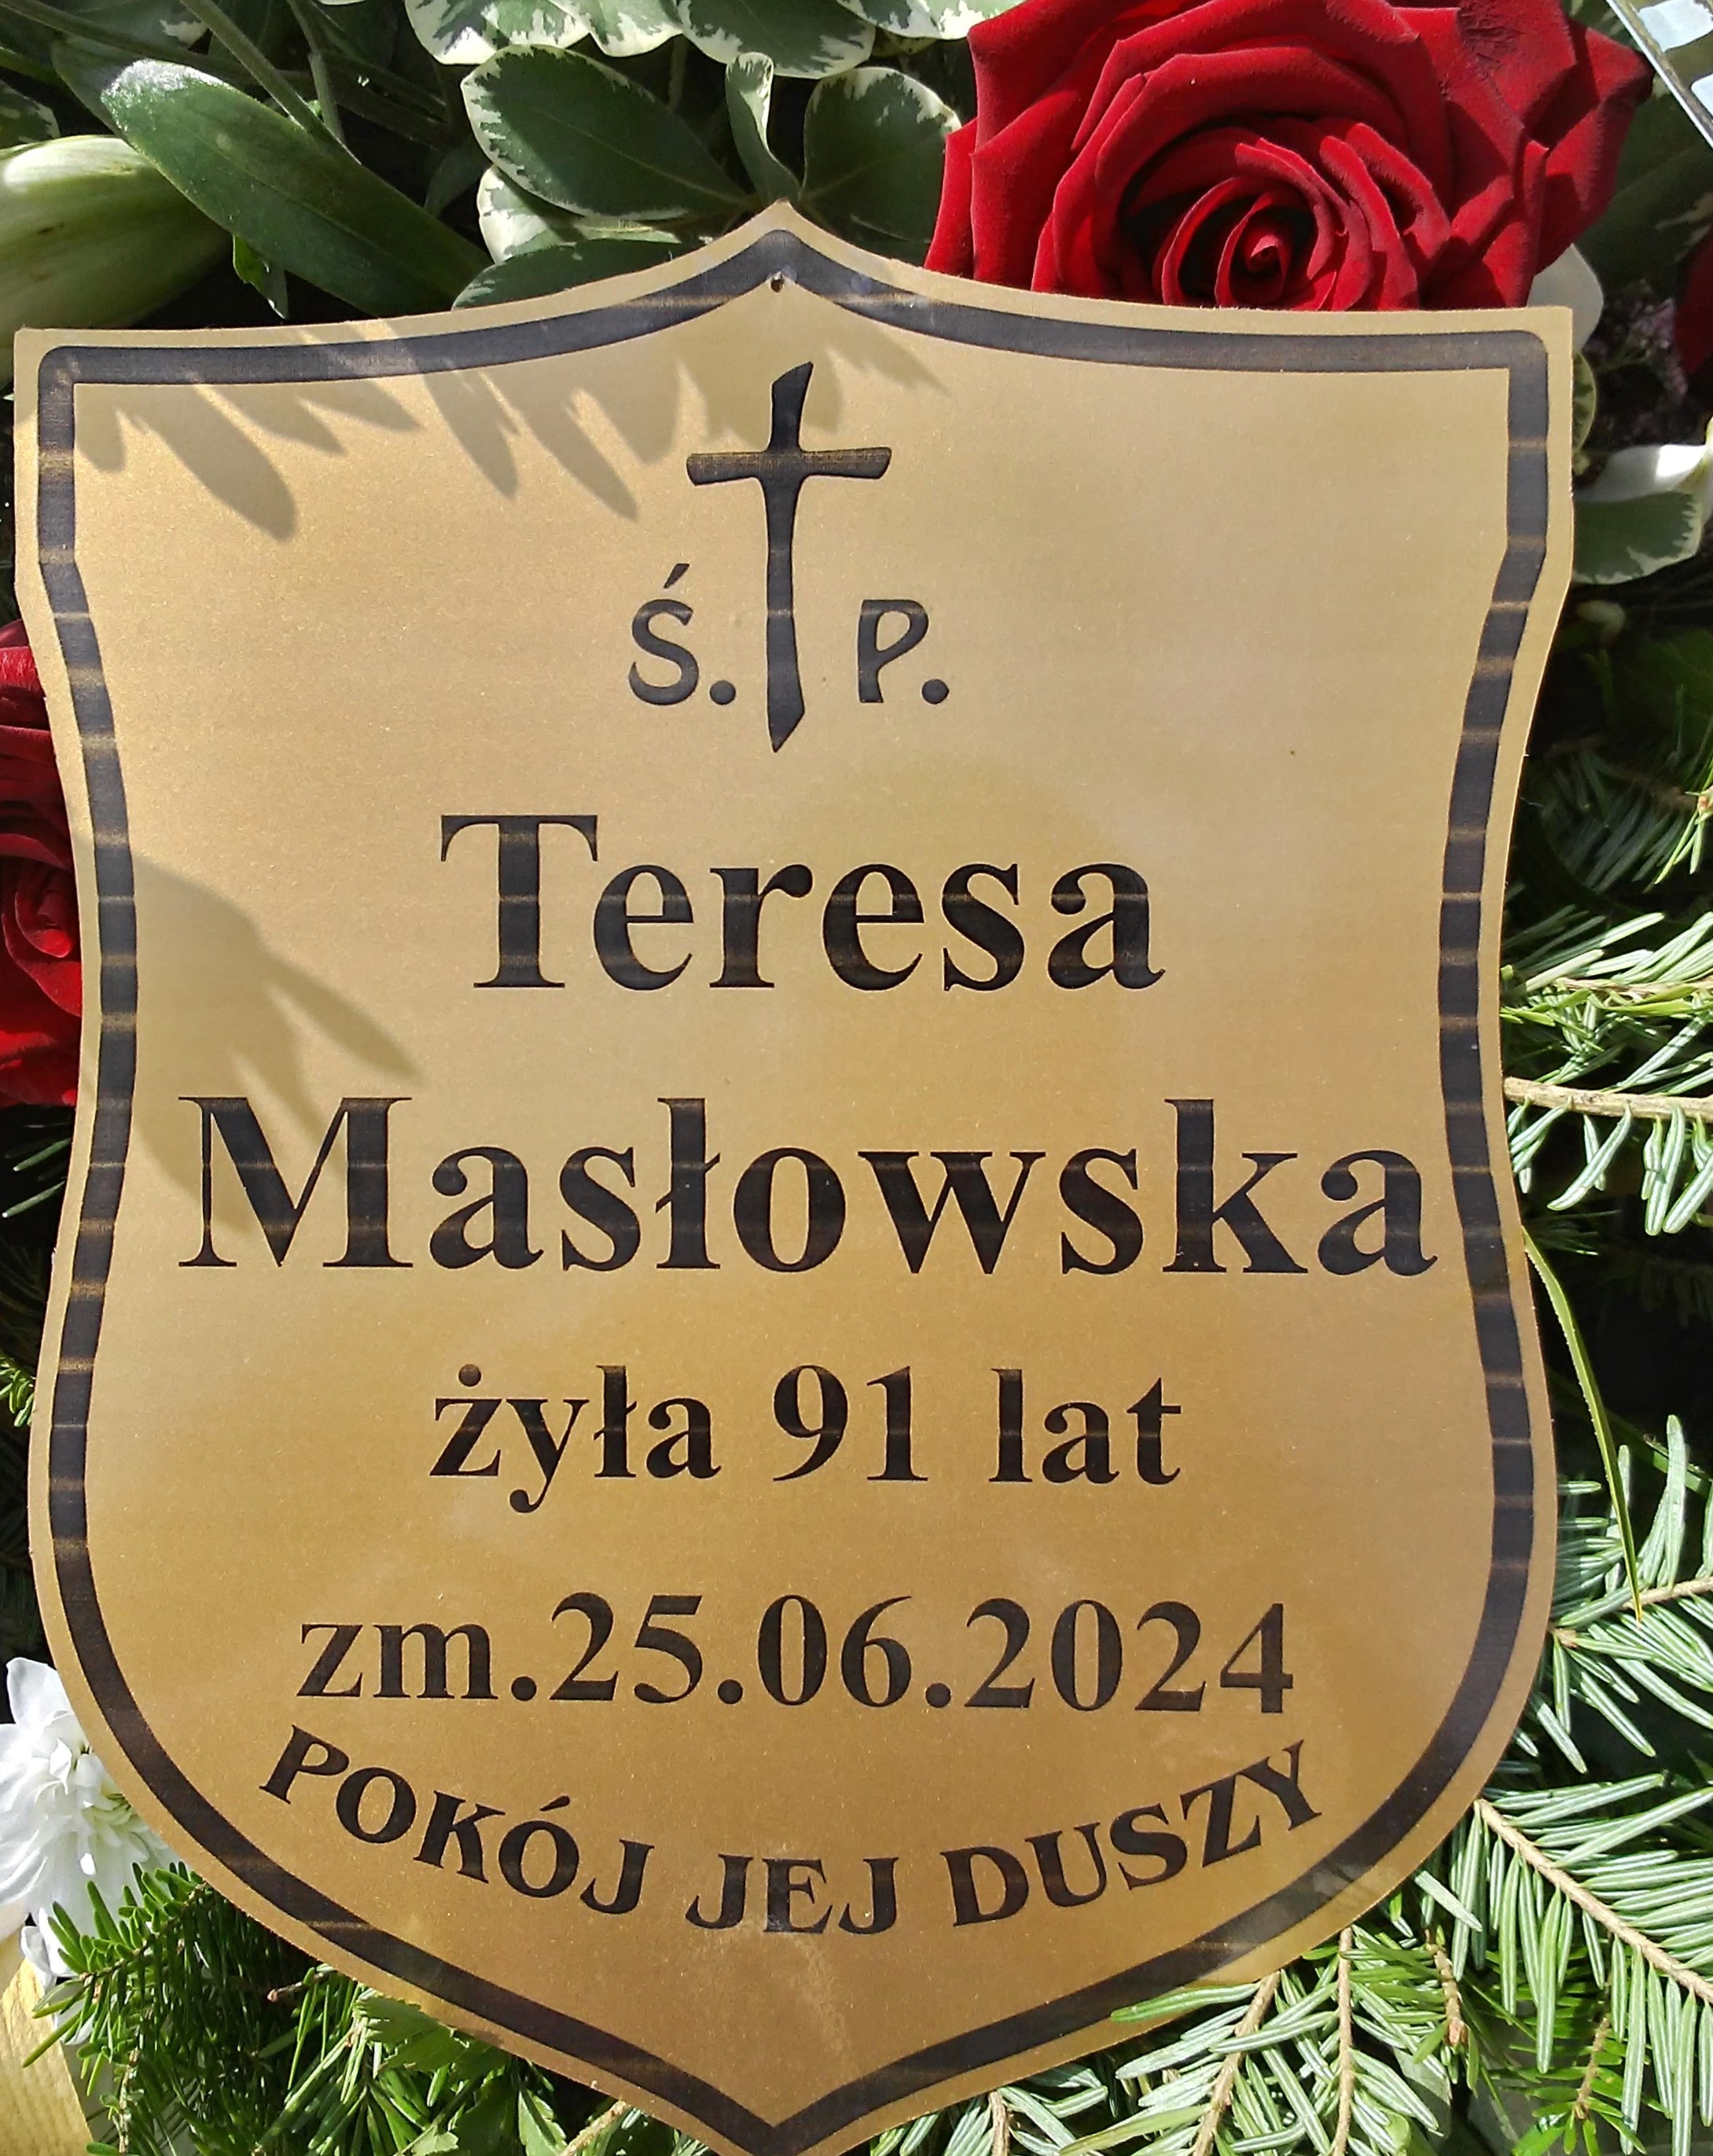 Ś. P.
Teresa
Masłowska
żyła 91 lat
zm.25.06.2024
POKÓJ JEJ DUSZY